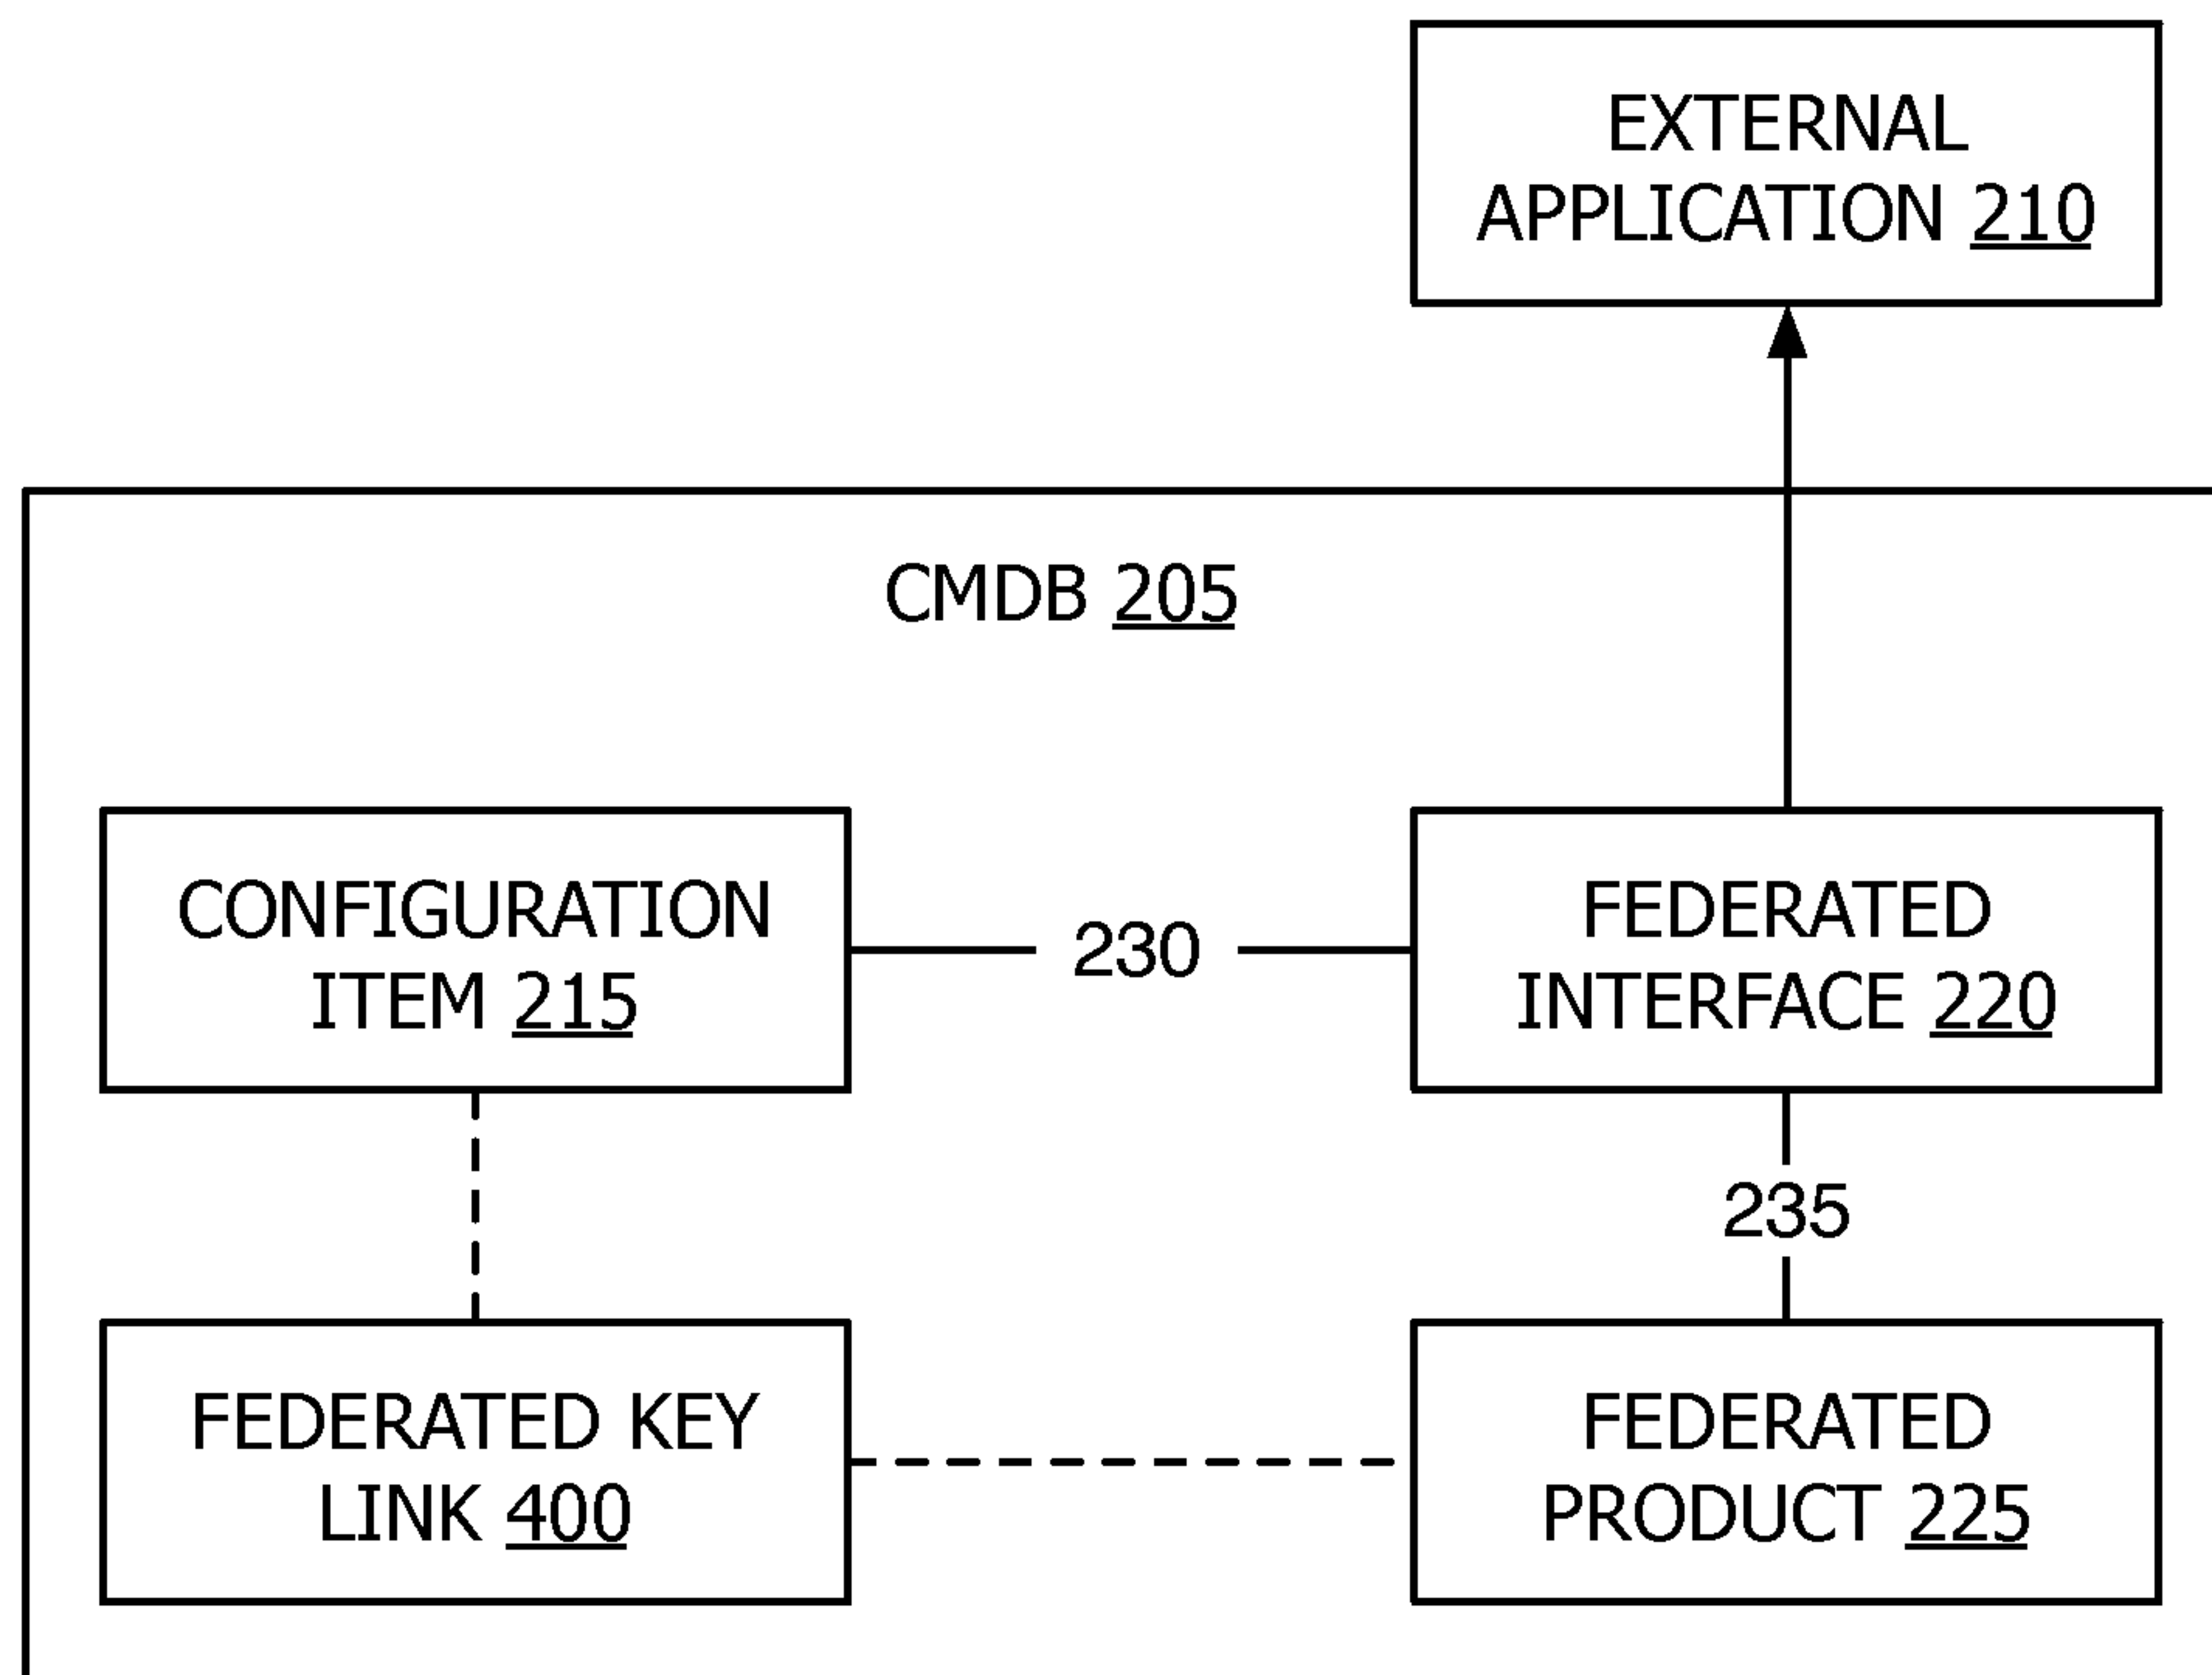 EXTERNAL
APPLICATION 210
CMDB 205
CONFIGURATION
ITEM 215
230
FEDERATED
INTERFACE 220
235
FEDERATED KEY
LINK 400
FEDERATED
PRODUCT 225